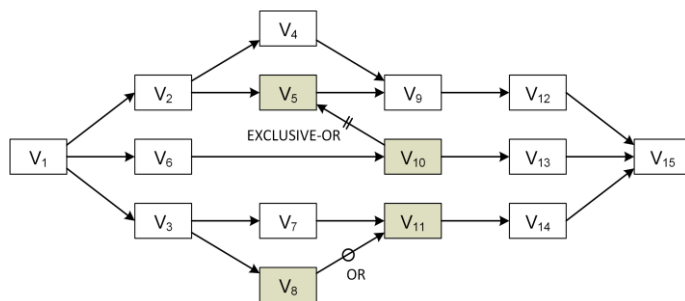 V₄
V₂ V₅ V₉ V₁₂
EXCLUSIVE-OR
V₁ V₆ V₁₀ V₁₃ V₁₅
V₃ V₇ V₁₁ V₁₄
OR
V₈